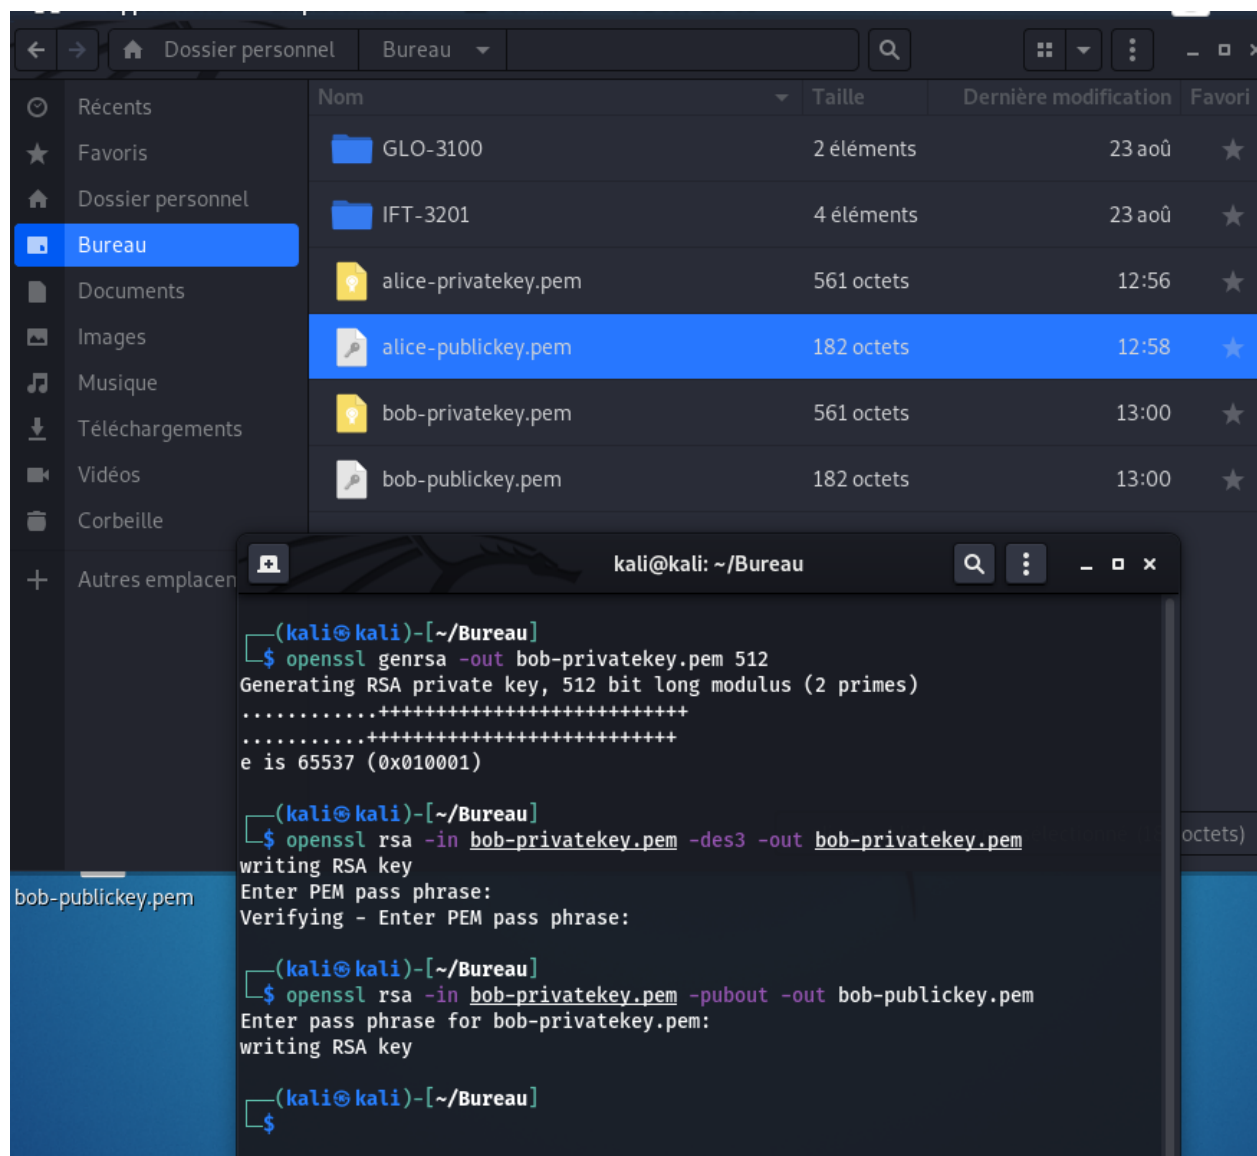 Dossier personnel Bureau
Nom Taille Dernière modification Favori
Récents
Favoris
Dossier personnel
Bureau
Documents
Images
Musique
Téléchargements
Vidéos
Corbeille
Autres emplacen
GLO-3100 2 éléments 23 aoû
IFT-3201 4 éléments 23 aoû
alice-privatekey.pem 561 octets 12:56
alice-publickey.pem 182 octets 12:58
bob-privatekey.pem 561 octets 13:00
bob-publickey.pem 182 octets 13:00
octets)
bob-publickey.pem
kali@kali: ~/Bureau
(kali㉿kali)-[~/Bureau]
$ openssl genrsa -out bob-privatekey.pem 512
Generating RSA private key, 512 bit long modulus (2 primes)
............+++++++++++++++++++++++++++
...........+++++++++++++++++++++++++++
e is 65537 (0x010001)
(kali㉿kali)-[~/Bureau]
$ openssl rsa -in bob-privatekey.pem -des3 -out bob-privatekey.pem
writing RSA key
Enter PEM pass phrase:
Verifying - Enter PEM pass phrase:
(kali㉿kali)-[~/Bureau]
$ openssl rsa -in bob-privatekey.pem -pubout -out bob-publickey.pem
Enter pass phrase for bob-privatekey.pem:
writing RSA key
(kali㉿kali)-[~/Bureau]
$